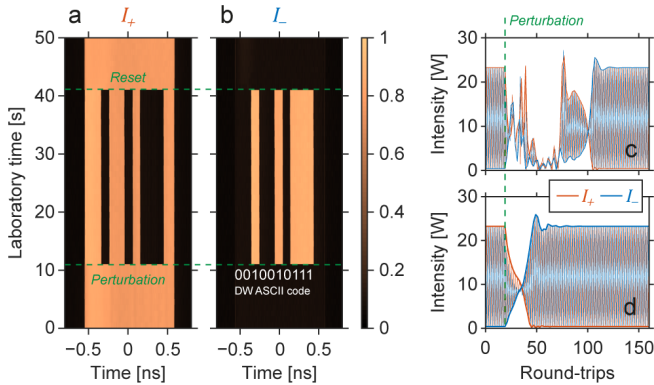 a I₊ b I₋
Perturbation
50
40
30
20
10
0
Laboratory time [s]
Reset
Perturbation
0010010111
DW ASCII code
−0.5 0 0.5
Time [ns]
−0.5 0 0.5
Time [ns]
1
0.8
0.6
0.4
0.2
0
30
20
10
0
Intensity [W]
c
I₊ I₋
30
20
10
0
Intensity [W]
d
0 50 100 150
Round-trips